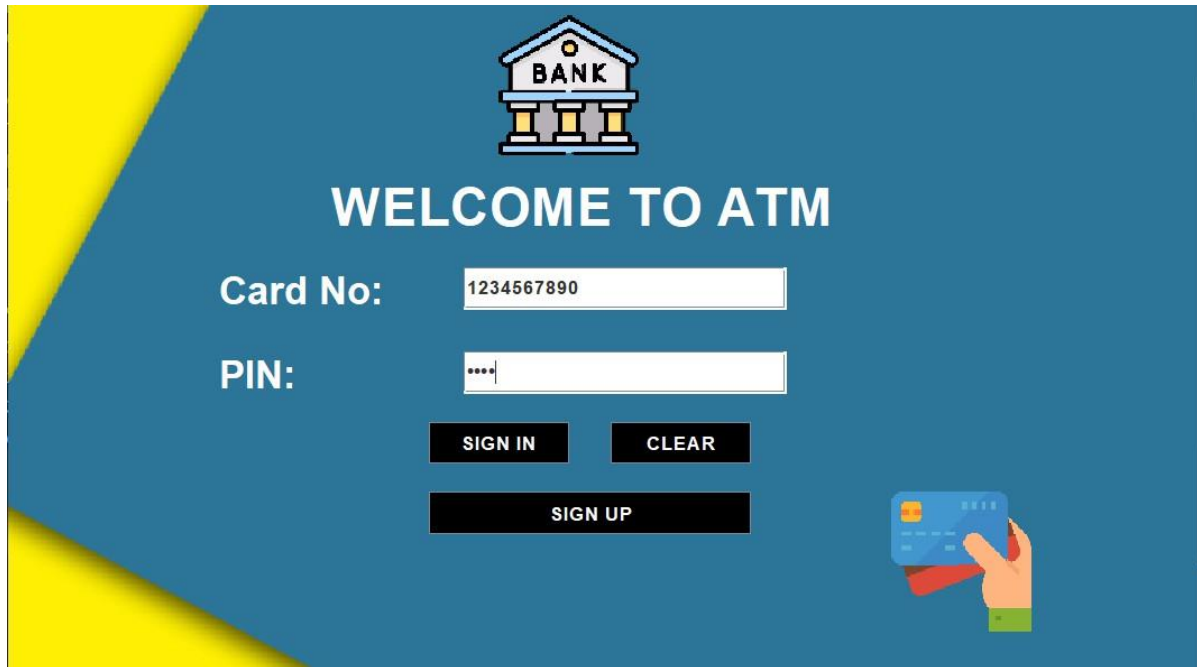 BANK
WELCOME TO ATM
Card No: 1234567890
PIN: ••••
SIGN IN CLEAR
SIGN UP